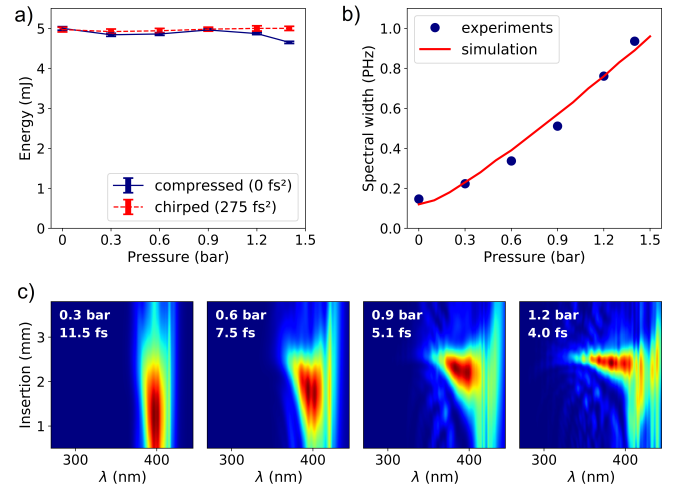 a)
5
4
3
2
1
0
Energy (mJ)
compressed (0 fs²)
chirped (275 fs²)
0 0.3 0.6 0.9 1.2 1.5
Pressure (bar)
b)
1.0
0.8
0.6
0.4
0.2
0.0
Spectral width (PHz)
experiments
simulation
0 0.3 0.6 0.9 1.2 1.5
Pressure (bar)
c)
3
2
1
Insertion (mm)
0.3 bar
11.5 fs
300 400
λ (nm)
0.6 bar
7.5 fs
300 400
λ (nm)
0.9 bar
5.1 fs
300 400
λ (nm)
1.2 bar
4.0 fs
300 400
λ (nm)